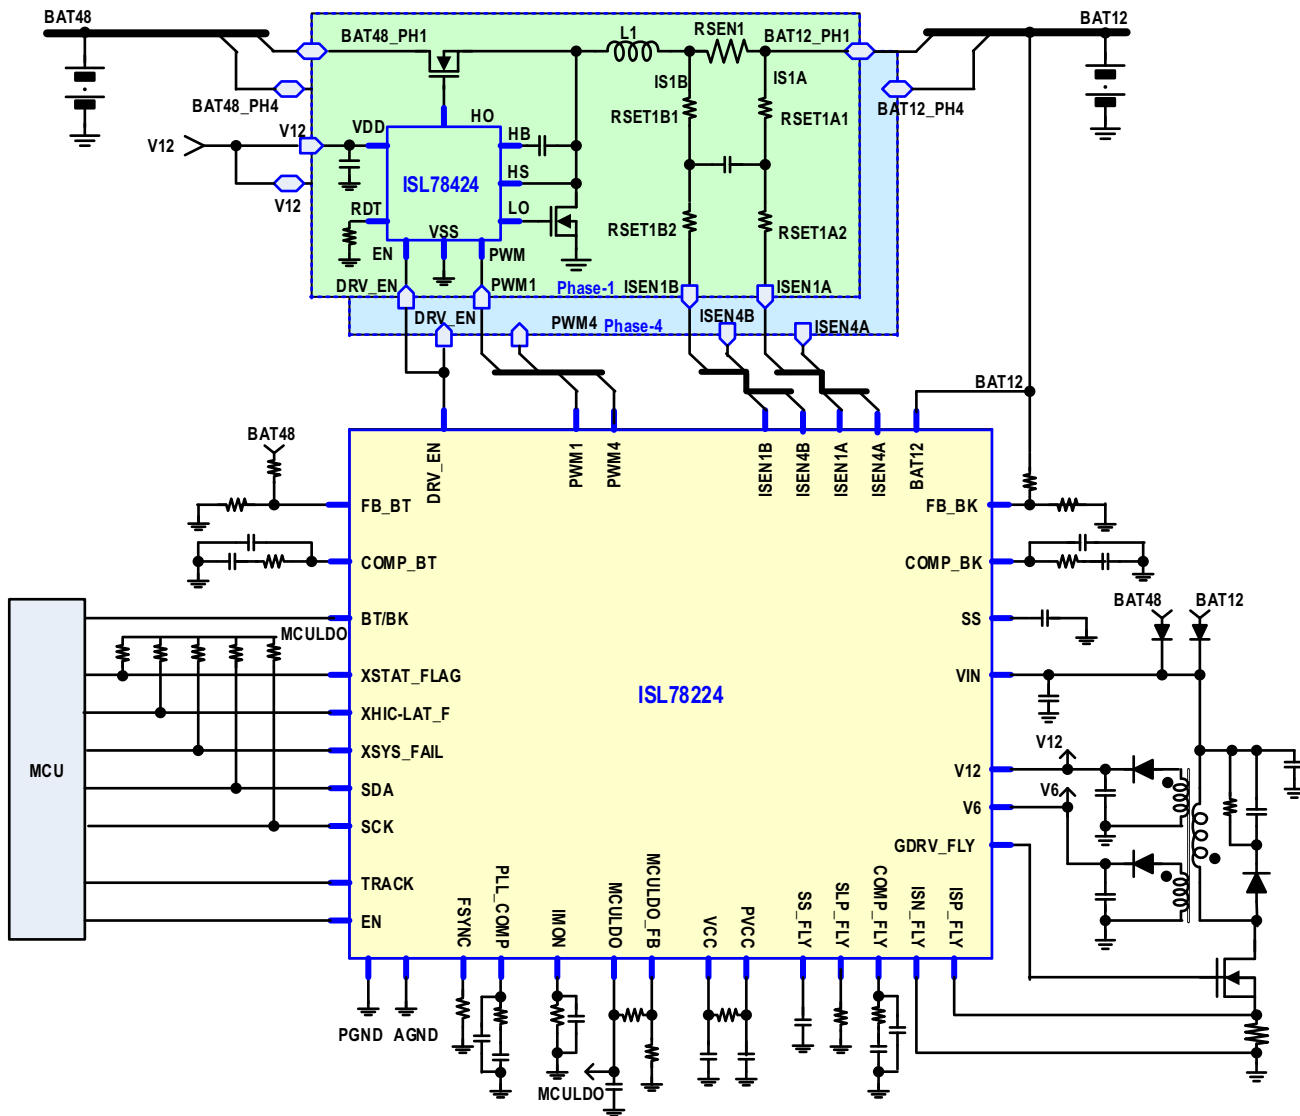 BAT48
BAT48_PH1
L1
RSEN1
BAT12_PH1
BAT12
IS1B
IS1A
BAT48_PH4
BAT12_PH4
RSET1B1
RSET1A1
V12
V12
VDD
HO
HB
ISL78424
HS
V12
RDT
LO
VSS
RSET1B2
RSET1A2
EN
PWM
DRV_EN
PWM1
Phase-1
ISEN1B
ISEN1A
DRV_EN
PWM4
Phase-4
ISEN4B
ISEN4A
BAT12
BAT48
DRV_EN
PWM1
PWM4
ISEN1B
ISEN4B
ISEN1A
ISEN4A
BAT12
FB_BT
FB_BK
COMP_BT
COMP_BK
BAT48
BAT12
BT/BK
SS
MCULDO
XSTAT_FLAG
VIN
ISL78224
XHIC-LAT_F
XSYS_FAIL
V12
MCU
V12
SDA
V6
V6
SCK
GDRV_FLY
TRACK
EN
FSYNC
PLL_COMP
IMON
MCULDO
MCULDO_FB
VCC
PVCC
SS_FLY
SLP_FLY
COMP_FLY
ISN_FLY
ISP_FLY
PGND
AGND
MCULDO